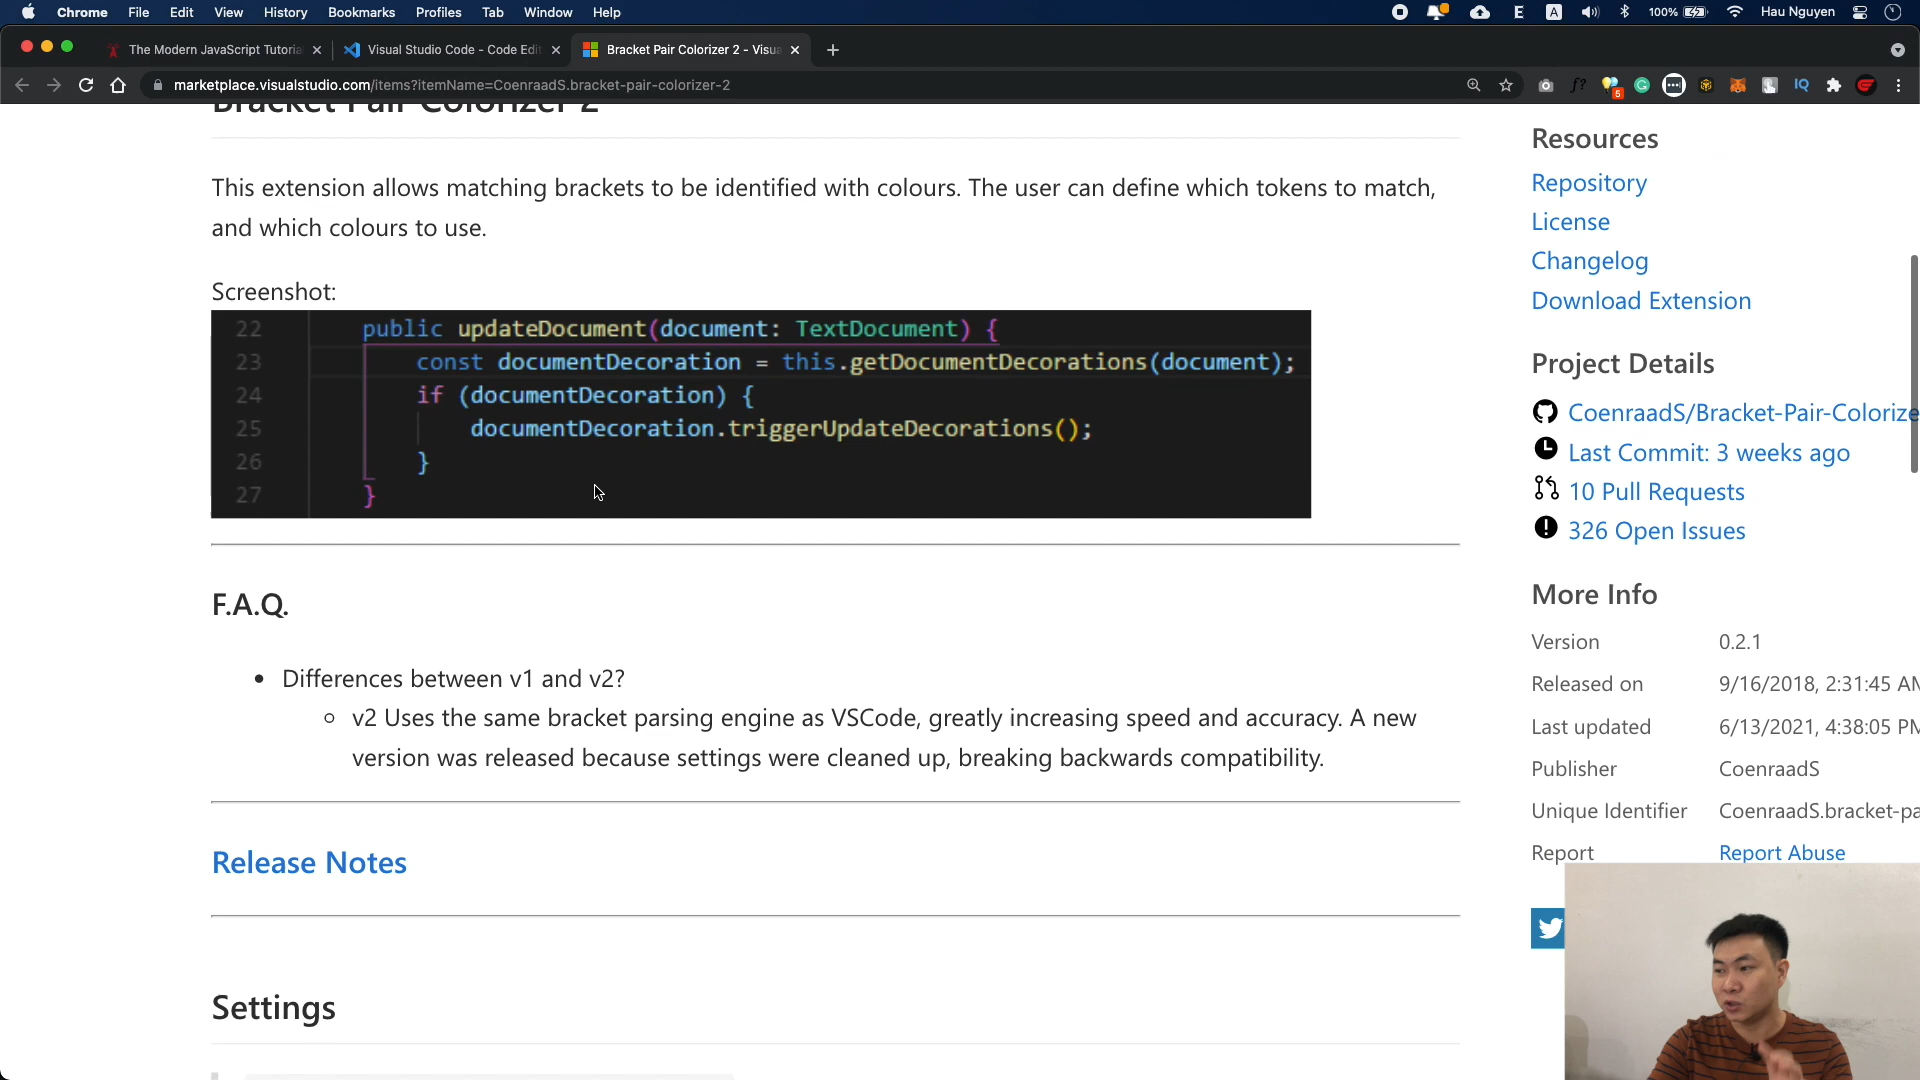 Chrome File Edit View History Bookmarks Profiles Tab Window Help E A 100% Hau Nguyen
The Modern JavaScript Tutoria Visual Studio Code - Code Edit Bracket Pair Colorizer 2 - Visua
marketplace.visualstudio.com/items?itemName=CoenraadS.bracket-pair-colorizer-2 f? 5 IQ
Bracket Pair Colorizer 2
This extension allows matching brackets to be identified with colours. The user can define which tokens to match,
and which colours to use.
Screenshot:
22 public updateDocument(document: TextDocument) {
23 const documentDecoration = this.getDocumentDecorations(document);
24 if (documentDecoration) {
25 documentDecoration.triggerUpdateDecorations();
26 }
27 }
F.A.Q.
• Differences between v1 and v2?
○ v2 Uses the same bracket parsing engine as VSCode, greatly increasing speed and accuracy. A new
version was released because settings were cleaned up, breaking backwards compatibility.
Release Notes
Settings
Resources
Repository
License
Changelog
Download Extension
Project Details
CoenraadS/Bracket-Pair-Colorize
Last Commit: 3 weeks ago
10 Pull Requests
326 Open Issues
More Info
Version 0.2.1
Released on 9/16/2018, 2:31:45 AM
Last updated 6/13/2021, 4:38:05 PM
Publisher CoenraadS
Unique Identifier CoenraadS.bracket-pa
Report Report Abuse